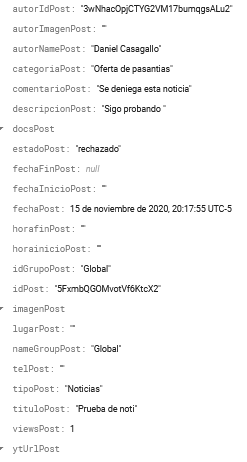 autorIdPost: "3wNhacOpjCTYG2VM17bumqgsALu2"
autorImagenPost: ""
autorNamePost: "Daniel Casagallo"
categoriaPost: "Oferta de pasantias"
comentarioPost: "Se deniega esta noticia"
descripcionPost: "Sigo probando "
docsPost
estadoPost: "rechazado"
fechaFinPost: null
fechaInicioPost: ""
fechaPost: 15 de noviembre de 2020, 20:17:55 UTC-5
horafinPost: ""
horainicioPost: ""
idGrupoPost: "Global"
idPost: "5FxmbQGOMvotVf6KtcX2"
imagenPost
lugarPost: ""
nameGroupPost: "Global"
telPost: ""
tipoPost: "Noticias"
tituloPost: "Prueba de noti"
viewsPost: 1
ytUrlPost